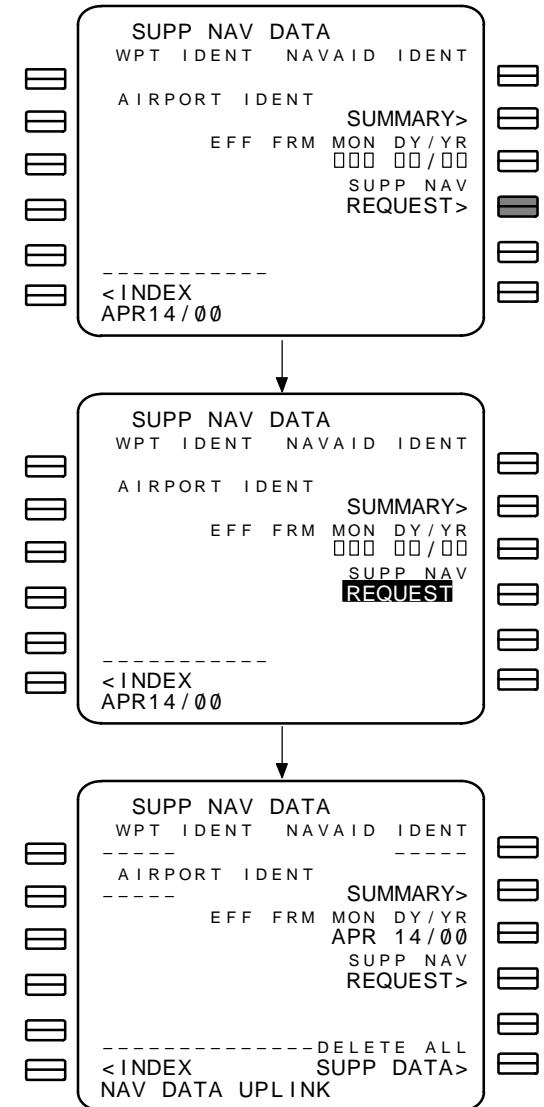 SUPP NAV DATA
WPT IDENT NAVAID IDENT
AIRPORT IDENT
SUMMARY>
EFF FRM MON DY/YR
▯▯▯ ▯▯/▯▯
SUPP NAV
REQUEST>
-----------
<INDEX
APR14/00
SUPP NAV DATA
WPT IDENT NAVAID IDENT
AIRPORT IDENT
SUMMARY>
EFF FRM MON DY/YR
▯▯▯ ▯▯/▯▯
SUPP NAV
REQUEST
-----------
<INDEX
APR14/00
SUPP NAV DATA
WPT IDENT NAVAID IDENT
----- -----
AIRPORT IDENT
----- SUMMARY>
EFF FRM MON DY/YR
APR 14/00
SUPP NAV
REQUEST>
--------------DELETE ALL
<INDEX SUPP DATA>
NAV DATA UPLINK